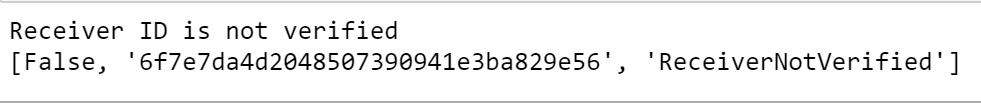 Receiver ID is not verified
[False, '6f7e7da4d2048507390941e3ba829e56', 'ReceiverNotVerified']